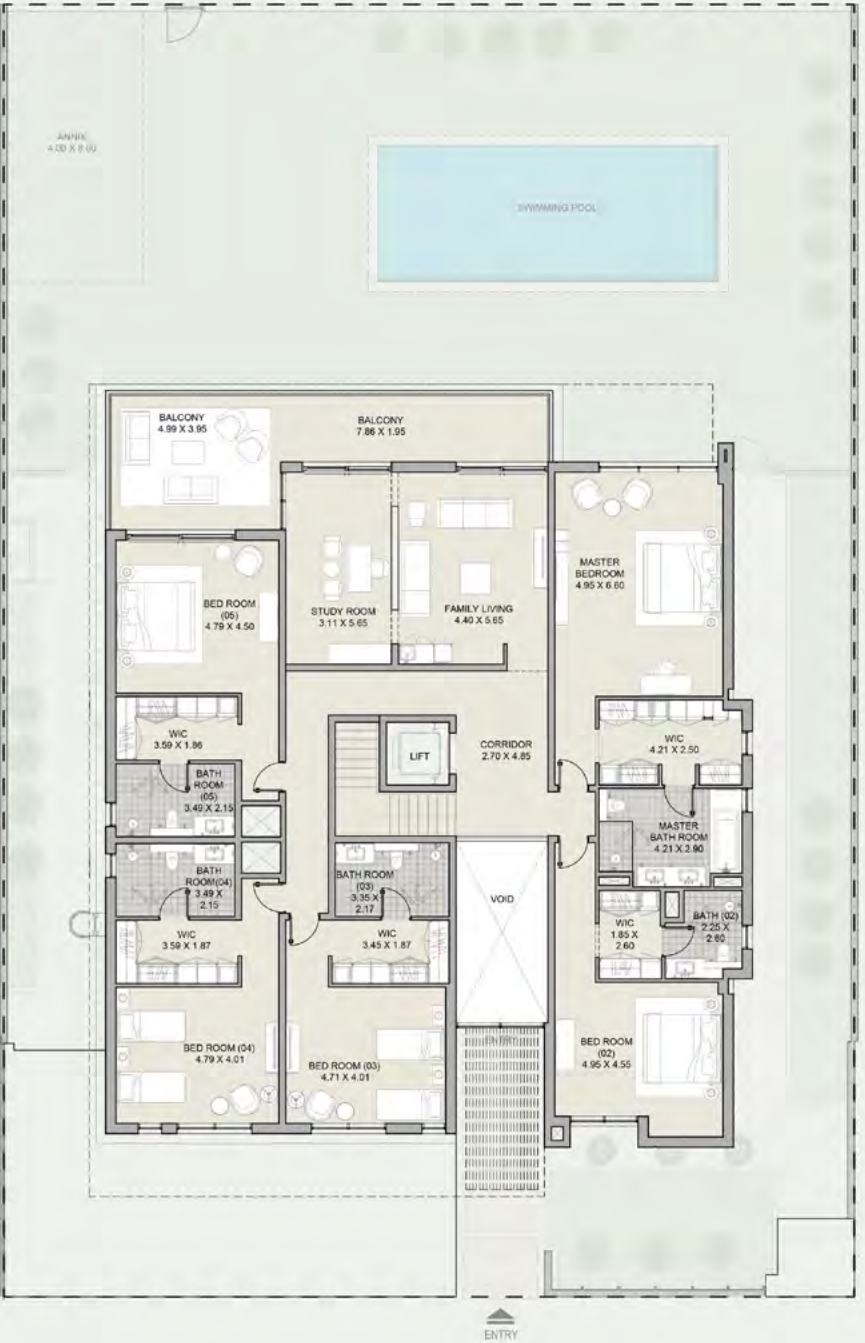 ANNIX
4.00 X 8.00
SWIMMING POOL
BALCONY
4.99 X 3.95
BALCONY
7.86 X 1.95
MASTER
BEDROOM
4.95 X 6.60
BED ROOM
(05)
4.79 X 4.50
STUDY ROOM
3.11 X 5.65
FAMILY LIVING
4.40 X 5.65
WIC
3.59 X 1.86
LIFT
CORRIDOR
2.70 X 4.85
WIC
4.21 X 2.50
BATH
ROOM
(05)
3.49 X 2.15
MASTER
BATH ROOM
4.21 X 2.90
BATH
ROOM(04)
3.49 X
2.15
BATH ROOM
(03)
3.35 X
2.17
VOID
WIC
3.59 X 1.87
WIC
3.45 X 1.87
WIC
1.85 X
2.60
BATH (02)
2.25 X
2.60
ENTRY
BED ROOM (04)
4.79 X 4.01
BED ROOM (03)
4.71 X 4.01
BED ROOM
(02)
4.95 X 4.55
ENTRY